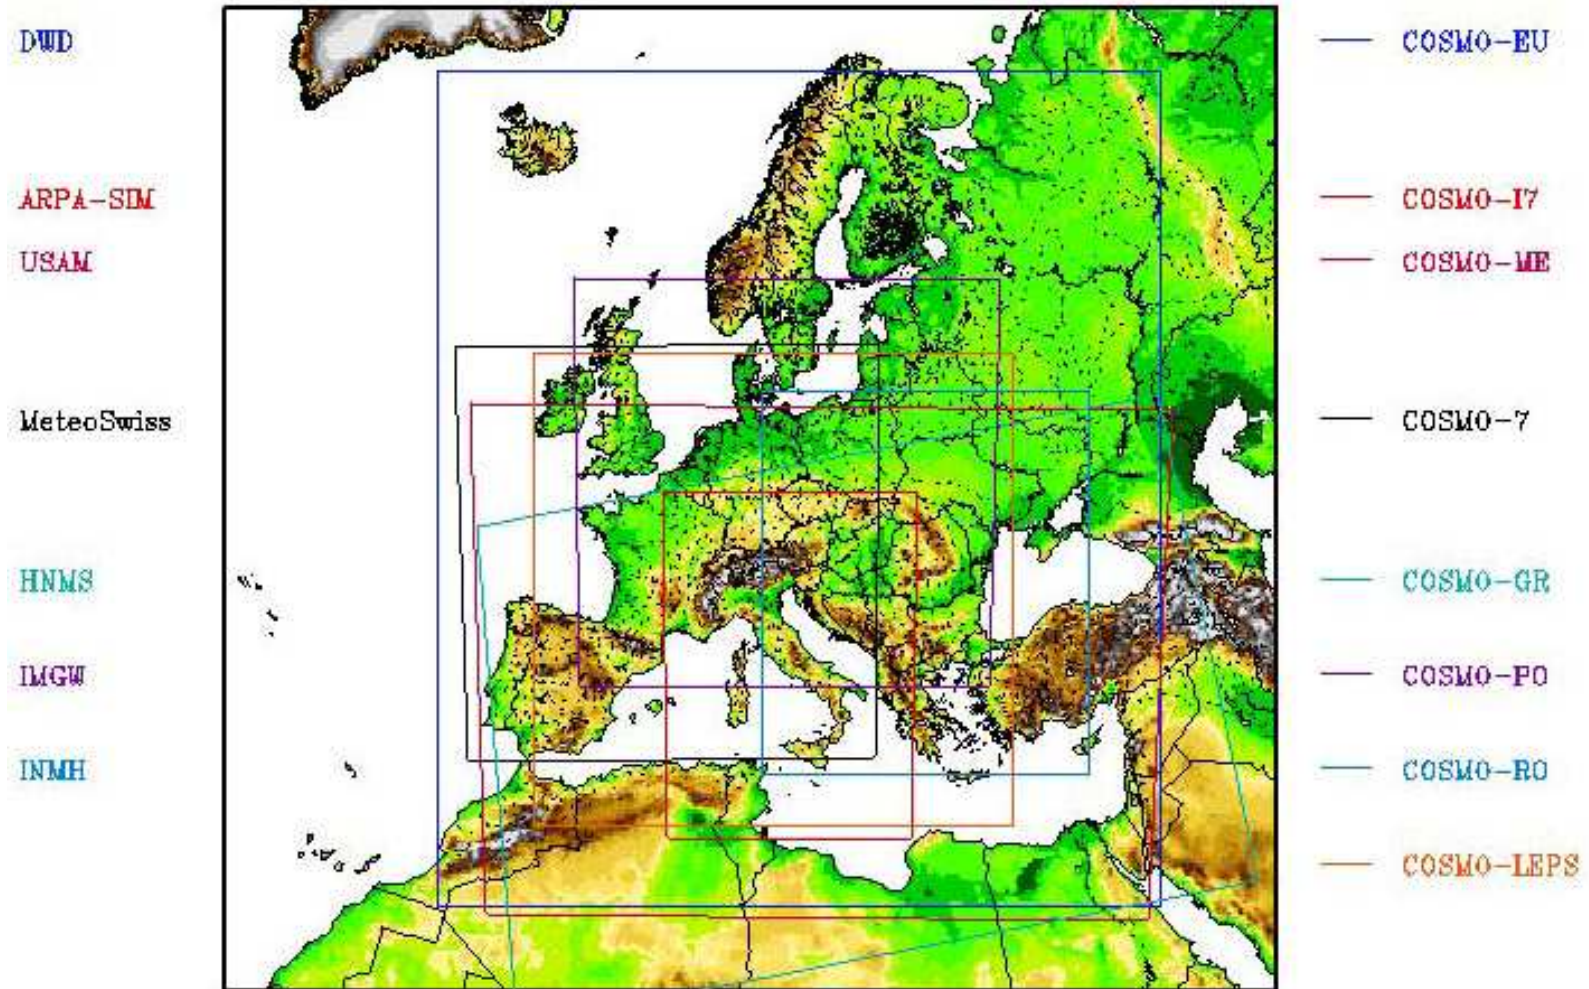 DWD
COSMO-EU
ARPA-SIM
COSMO-I7
USAM
COSMO-ME
MeteoSwiss
COSMO-7
HNMS
COSMO-GR
IMGW
COSMO-PO
INMH
COSMO-RO
COSMO-LEPS